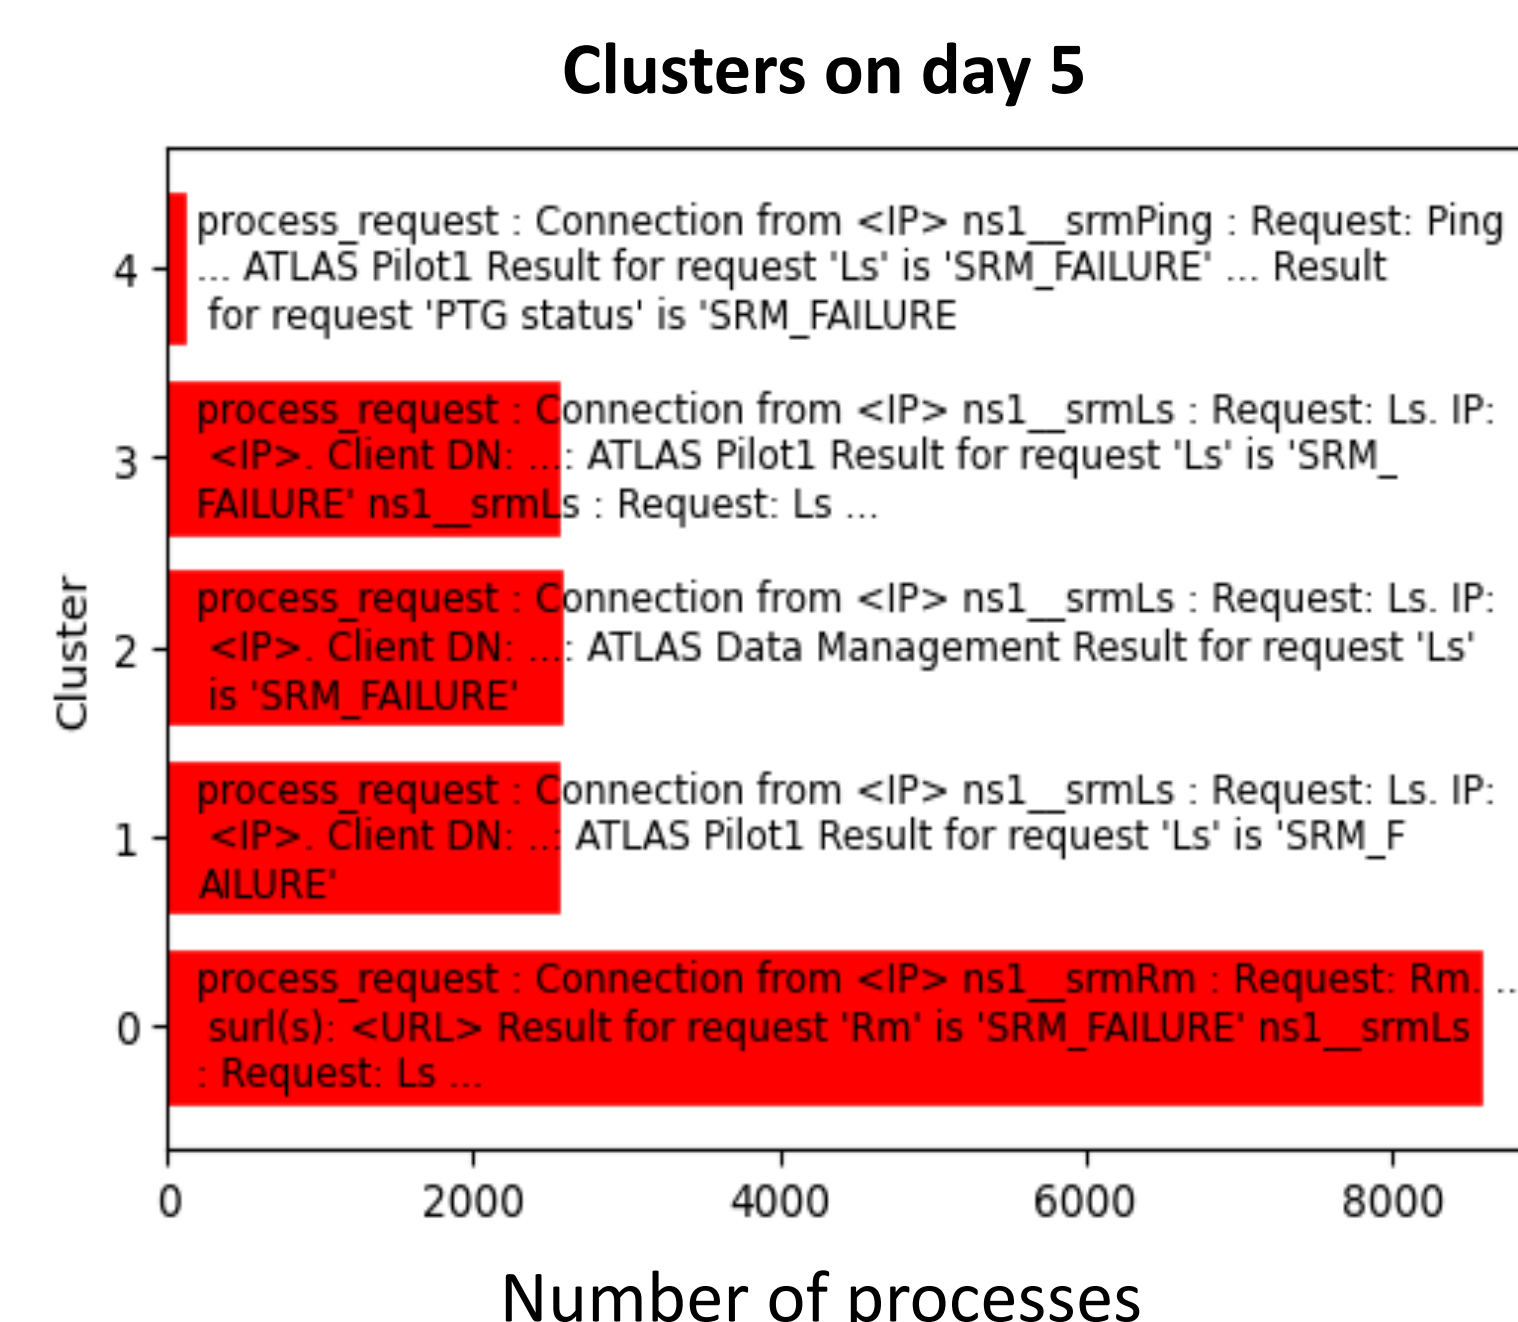 Clusters on day 5
4
process_request : Connection from <IP> ns1__srmPing : Request: Ping
... ATLAS Pilot1 Result for request 'Ls' is 'SRM_FAILURE' ... Result
for request 'PTG status' is 'SRM_FAILURE
3
process_request : Connection from <IP> ns1__srmLs : Request: Ls. IP:
<IP>. Client DN: ...: ATLAS Pilot1 Result for request 'Ls' is 'SRM_
FAILURE' ns1__srmLs : Request: Ls ...
2
process_request : Connection from <IP> ns1__srmLs : Request: Ls. IP:
<IP>. Client DN: ...: ATLAS Data Management Result for request 'Ls'
is 'SRM_FAILURE'
1
process_request : Connection from <IP> ns1__srmLs : Request: Ls. IP:
<IP>. Client DN: ...: ATLAS Pilot1 Result for request 'Ls' is 'SRM_F
AILURE'
0
process_request : Connection from <IP> ns1__srmRm : Request: Rm. ..
surl(s): <URL> Result for request 'Rm' is 'SRM_FAILURE' ns1__srmLs
: Request: Ls ...
Cluster
0 2000 4000 6000 8000
Number of processes